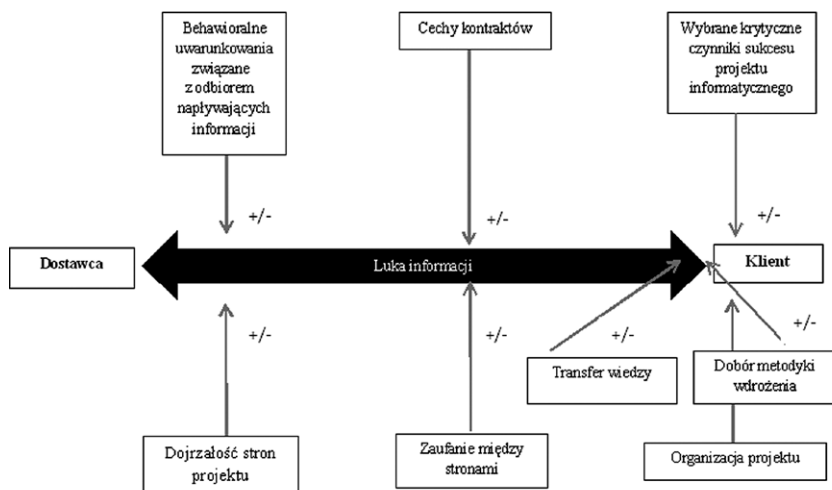 Behawioralne
uwarunkowania
związane
z odbiorem
napływających
informacji
Cechy kontraktów
Wybrane krytyczne
czynniki sukcesu
projektu
informatycznego
+/-
+/-
+/-
Dostawca
Luka informacji
Klient
+/-
+/-
+/-
+/-
Transfer wiedzy
Dobór metodyki
wdrożenia
Dojrzałość stron
projektu
Zaufanie między
stronami
Organizacja projektu